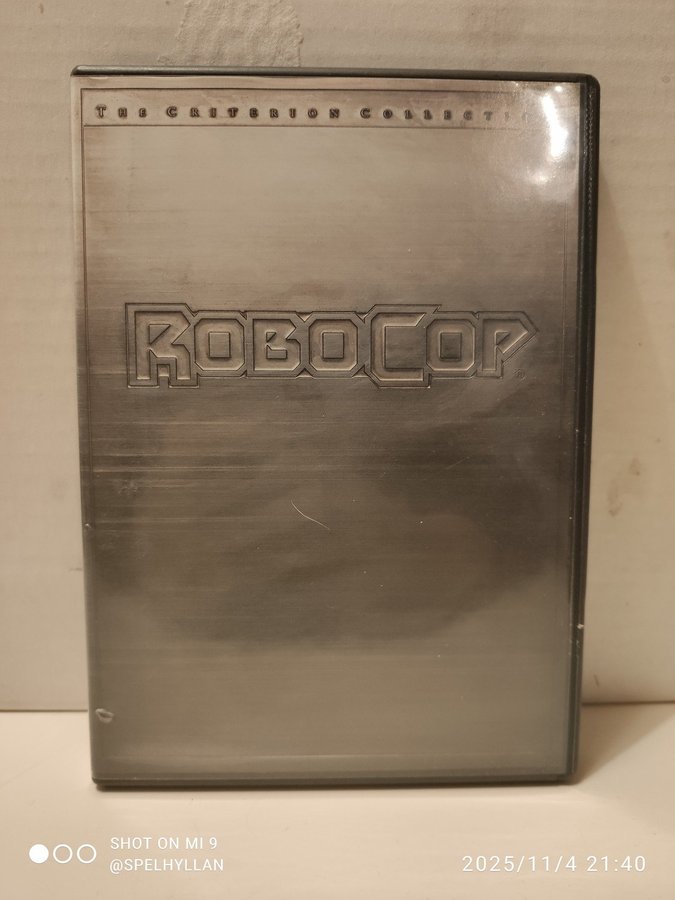 THE CRITERION COLLECTI
ROBOCOP®
SHOT ON MI 9
@SPELHYLLAN
2025/11/4 21:40